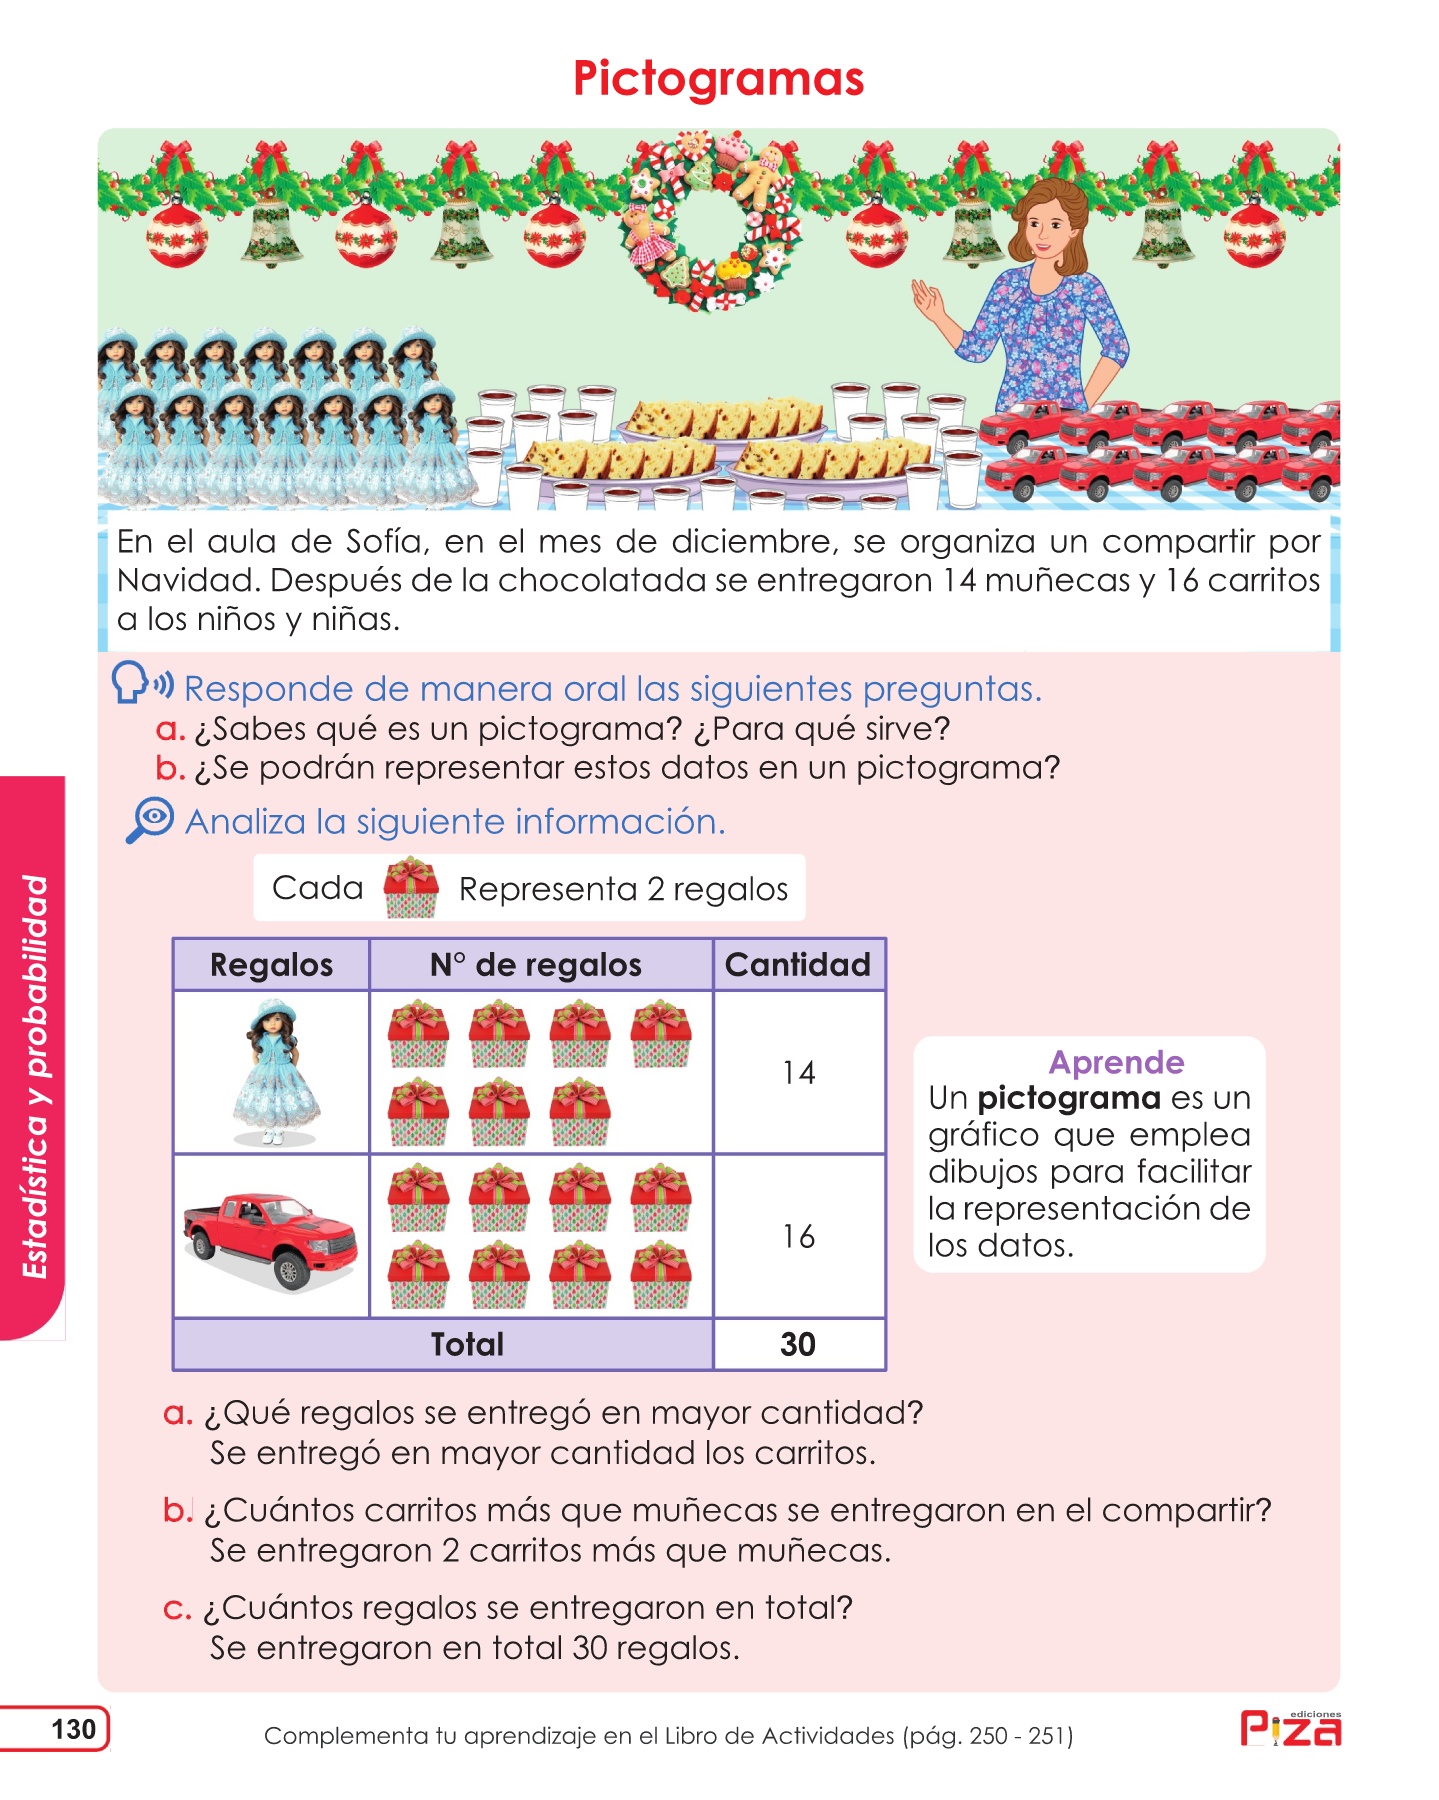 Pictogramas
En el aula de Sofía, en el mes de diciembre, se organiza un compartir por
Navidad. Después de la chocolatada se entregaron 14 muñecas y 16 carritos
a los niños y niñas.
Responde de manera oral las siguientes preguntas.
a. ¿Sabes qué es un pictograma? ¿Para qué sirve?
b. ¿Se podrán representar estos datos en un pictograma?
Analiza la siguiente información.
Cada Representa 2 regalos
Regalos N° de regalos Cantidad
14
16
Total 30
Aprende
Un pictograma es un
gráfico que emplea
dibujos para facilitar
la representación de
los datos.
a. ¿Qué regalos se entregó en mayor cantidad?
Se entregó en mayor cantidad los carritos.
b. ¿Cuántos carritos más que muñecas se entregaron en el compartir?
Se entregaron 2 carritos más que muñecas.
c. ¿Cuántos regalos se entregaron en total?
Se entregaron en total 30 regalos.
Estadística y probabilidad
130
Complementa tu aprendizaje en el Libro de Actividades (pág. 250 - 251)
ediciones
Piza